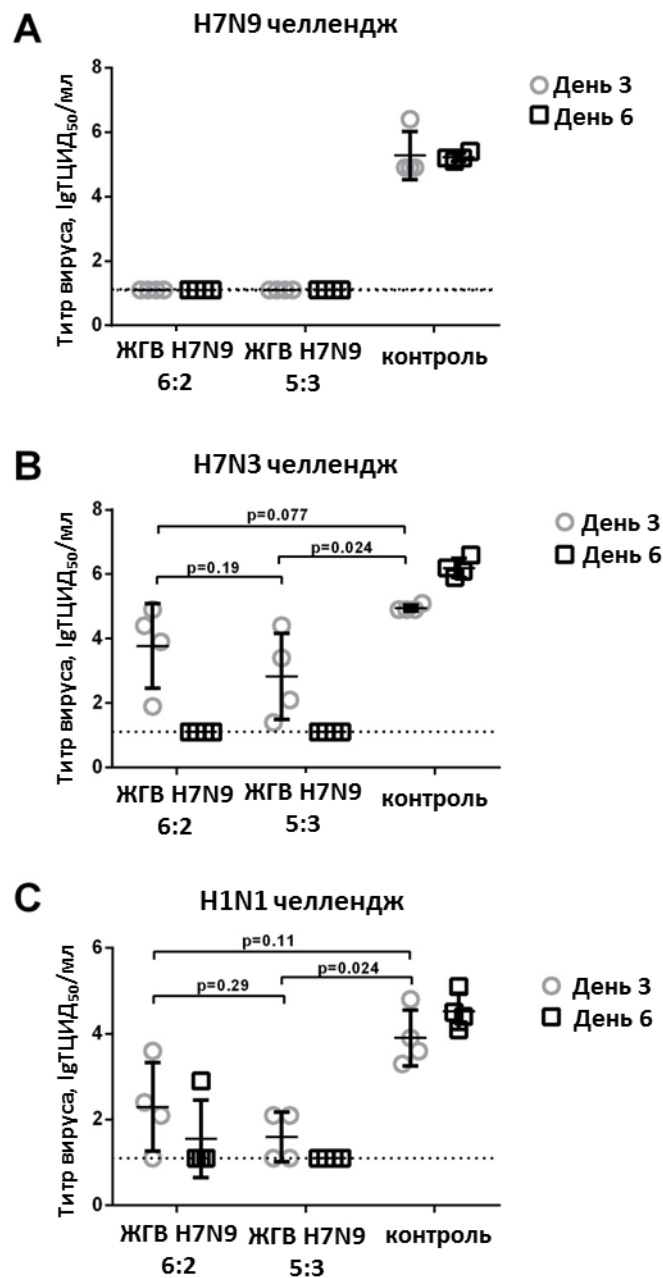 A
H7N9 челлендж
Титр вируса, lgТЦИД₅₀/мл
8
6
4
2
0
День 3
День 6
ЖГВ H7N9
6:2
ЖГВ H7N9
5:3
контроль
B
H7N3 челлендж
Титр вируса, lgТЦИД₅₀/мл
8
6
4
2
0
p=0.077
p=0.19
p=0.024
День 3
День 6
ЖГВ H7N9
6:2
ЖГВ H7N9
5:3
контроль
C
H1N1 челлендж
Титр вируса, lgТЦИД₅₀/мл
6
4
2
0
p=0.11
p=0.29
p=0.024
День 3
День 6
ЖГВ H7N9
6:2
ЖГВ H7N9
5:3
контроль